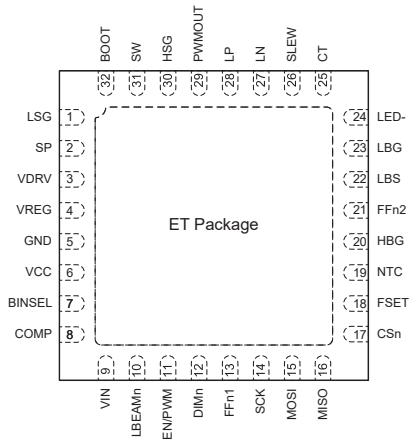 BOOT
SW
HSG
PWMOUT
LP
LN
SLEW
CT
32
31
30
29
28
27
26
25
LSG 1
SP 2
VDRV 3
VREG 4
GND 5
VCC 6
BINSEL 7
COMP 8
ET Package
24 LED-
23 LBG
22 LBS
21 FFn2
20 HBG
19 NTC
18 FSET
17 CSn
9
10
11
12
13
14
15
16
VIN
LBEAMn
EN/PWM
DIMn
FFn1
SCK
MOSI
MISO